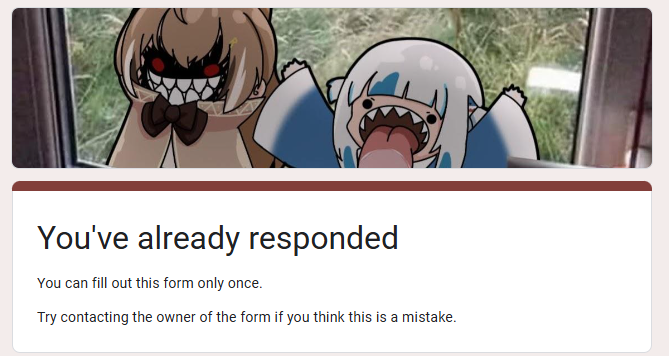 You've already responded
You can fill out this form only once.
Try contacting the owner of the form if you think this is a mistake.